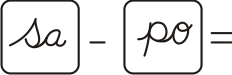 sa - po =